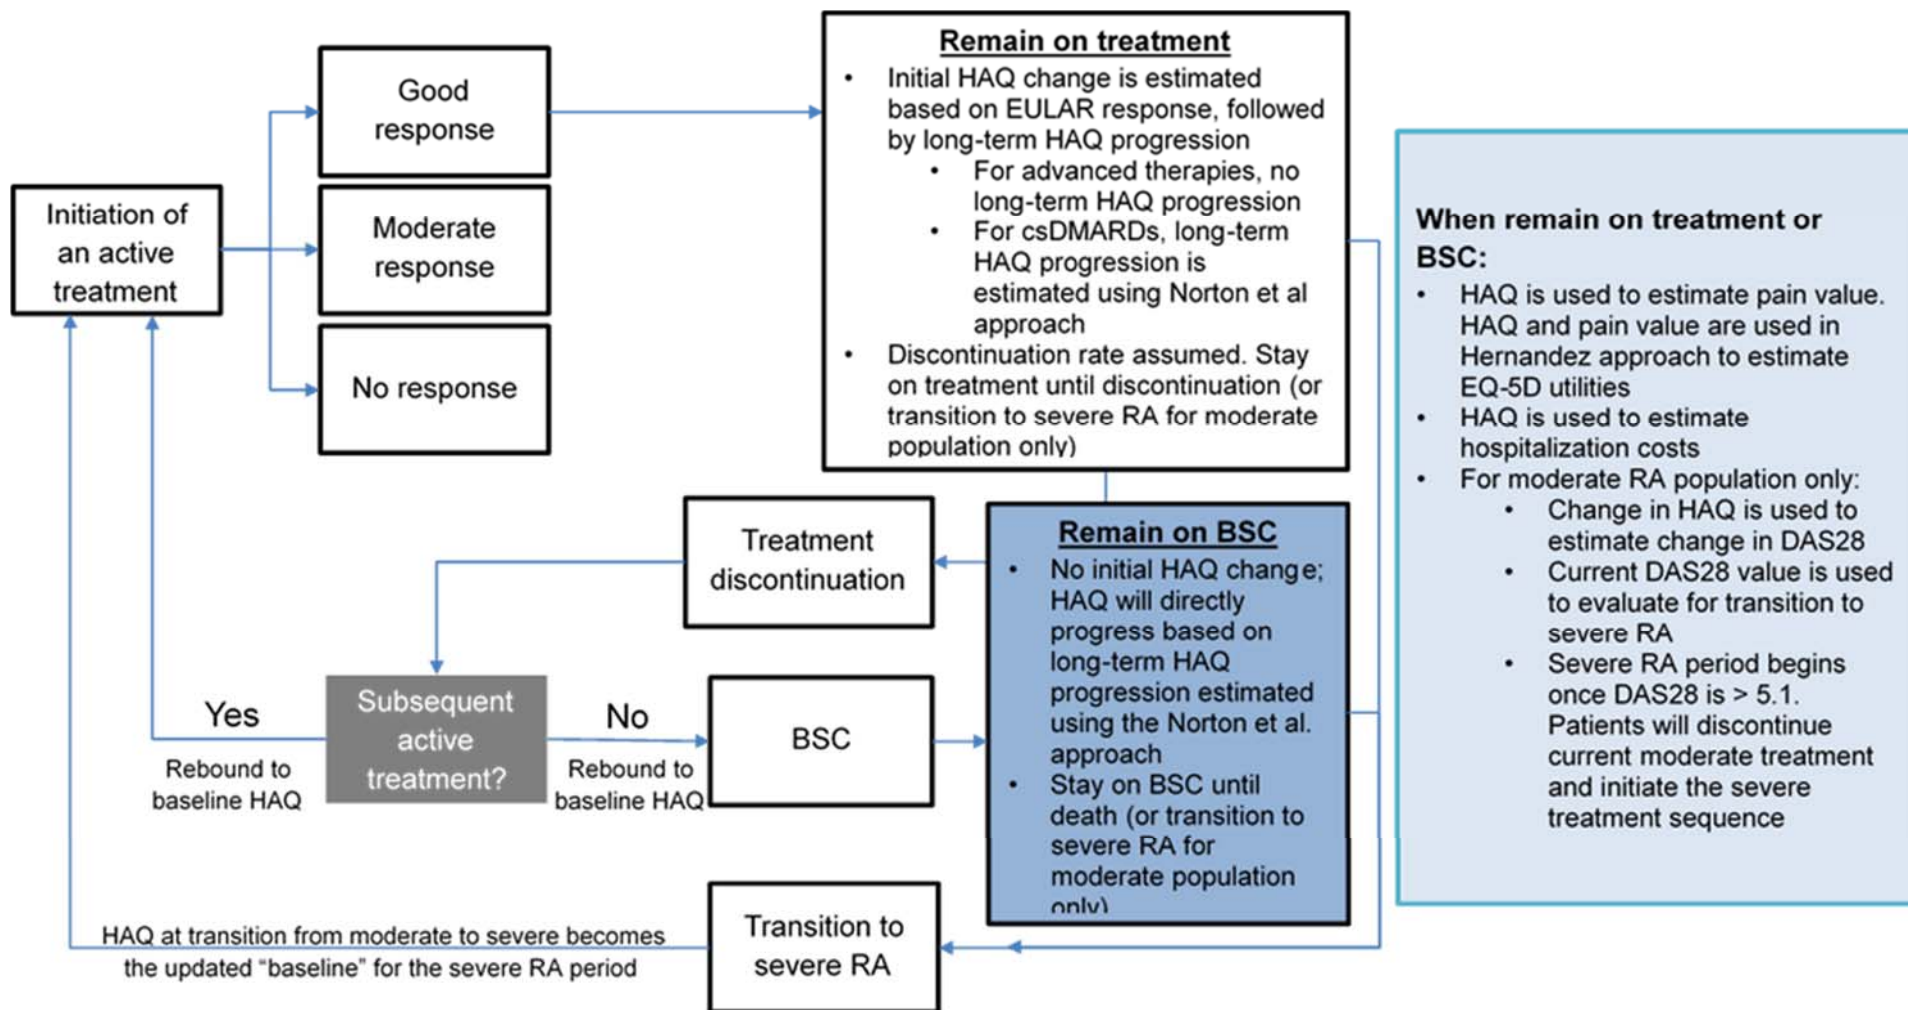 Initiation of
an active
treatment
Good
response
Moderate
response
No response
Remain on treatment
• Initial HAQ change is estimated
based on EULAR response, followed
by long-term HAQ progression
• For advanced therapies, no
long-term HAQ progression
• For csDMARDs, long-term
HAQ progression is
estimated using Norton et al
approach
• Discontinuation rate assumed. Stay
on treatment until discontinuation (or
transition to severe RA for moderate
population only)
Treatment
discontinuation
Subsequent
active
treatment?
Yes
Rebound to
baseline HAQ
No
Rebound to
baseline HAQ
BSC
Remain on BSC
• No initial HAQ change;
HAQ will directly
progress based on
long-term HAQ
progression estimated
using the Norton et al.
approach
• Stay on BSC until
death (or transition to
severe RA for
moderate population
only)
Transition to
severe RA
HAQ at transition from moderate to severe becomes
the updated “baseline” for the severe RA period
When remain on treatment or
BSC:
• HAQ is used to estimate pain value.
HAQ and pain value are used in
Hernandez approach to estimate
EQ-5D utilities
• HAQ is used to estimate
hospitalization costs
• For moderate RA population only:
• Change in HAQ is used to
estimate change in DAS28
• Current DAS28 value is used
to evaluate for transition to
severe RA
• Severe RA period begins
once DAS28 is > 5.1.
Patients will discontinue
current moderate treatment
and initiate the severe
treatment sequence